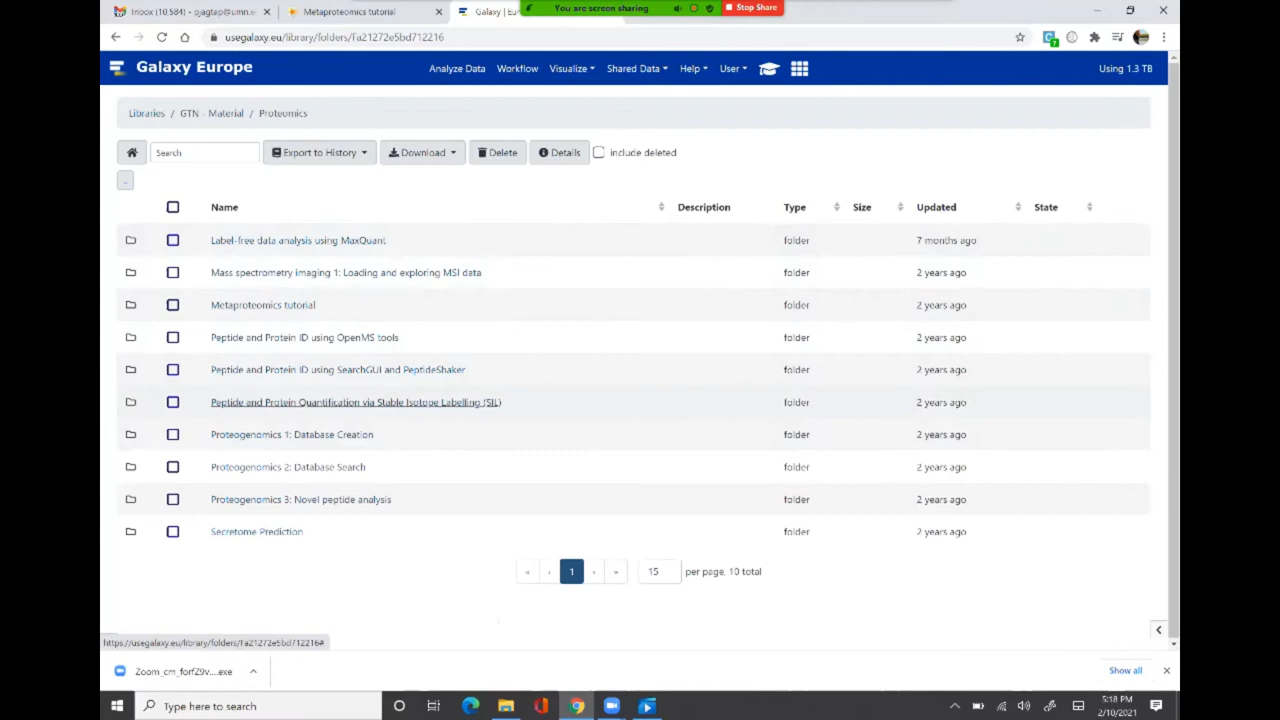 Inbox (10,584) - pjagtap@umn.e
Metaproteomics tutorial
Galaxy | Eu
You are screen sharing
Stop Share
usegalaxy.eu/library/folders/Fa21272e5bd712216
Galaxy Europe
Analyze Data Workflow Visualize Shared Data Help User
Using 1.3 TB
Libraries / GTN - Material / Proteomics
Search Export to History Download Delete Details include deleted
..
Name Description Type Size Updated State
Label-free data analysis using MaxQuant folder 7 months ago
Mass spectrometry imaging 1: Loading and exploring MSI data folder 2 years ago
Metaproteomics tutorial folder 2 years ago
Peptide and Protein ID using OpenMS tools folder 2 years ago
Peptide and Protein ID using SearchGUI and PeptideShaker folder 2 years ago
Peptide and Protein Quantification via Stable Isotope Labelling (SIL) folder 2 years ago
Proteogenomics 1: Database Creation folder 2 years ago
Proteogenomics 2: Database Search folder 2 years ago
Proteogenomics 3: Novel peptide analysis folder 2 years ago
Secretome Prediction folder 2 years ago
« ‹ 1 › » 15 per page, 10 total
https://usegalaxy.eu/library/folders/Fa21272e5bd712216#
Zoom_cm_forfZ9v....exe
Show all
Type here to search
5:18 PM
2/10/2021